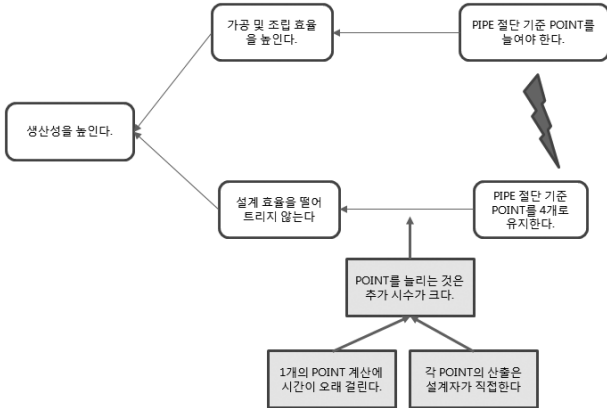 가공 및 조립 효율
을 높인다.
PIPE 절단 기준 POINT를
늘여야 한다.
생산성을 높인다.
설계 효율을 떨어
트리지 않는다
PIPE 절단 기준
POINT를 4개로
유지한다.
POINT를 늘리는 것은
추가 시수가 크다.
1개의 POINT 계산에
시간이 오래 걸린다.
각 POINT의 산출은
설계자가 직접한다